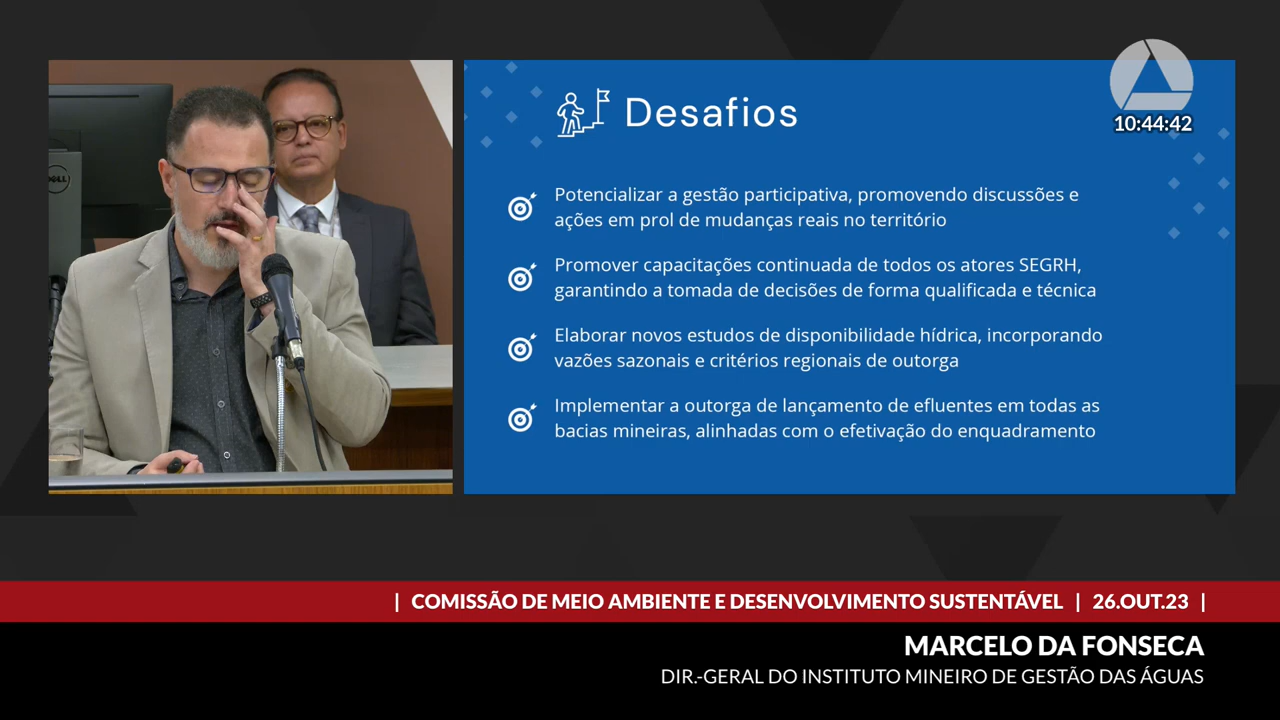 DELL
Desafios
10:44:42
Potencializar a gestão participativa, promovendo discussões e
ações em prol de mudanças reais no território
Promover capacitações continuada de todos os atores SEGRH,
garantindo a tomada de decisões de forma qualificada e técnica
Elaborar novos estudos de disponibilidade hídrica, incorporando
vazões sazonais e critérios regionais de outorga
Implementar a outorga de lançamento de efluentes em todas as
bacias mineiras, alinhadas com o efetivação do enquadramento
| COMISSÃO DE MEIO AMBIENTE E DESENVOLVIMENTO SUSTENTÁVEL | 26.OUT.23 |
MARCELO DA FONSECA
DIR.-GERAL DO INSTITUTO MINEIRO DE GESTÃO DAS ÁGUAS